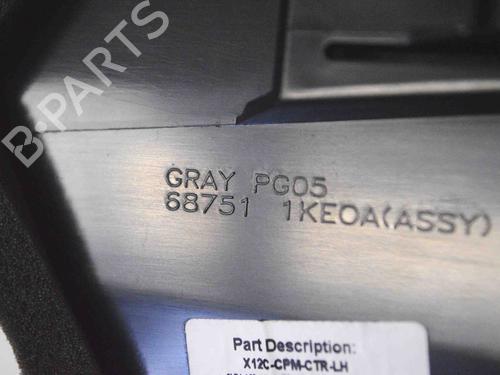 B-PARTS
GRAY PG05
68751 1KE0A(ASSY)
Part Description:
X12C-CPM-CTR-LH